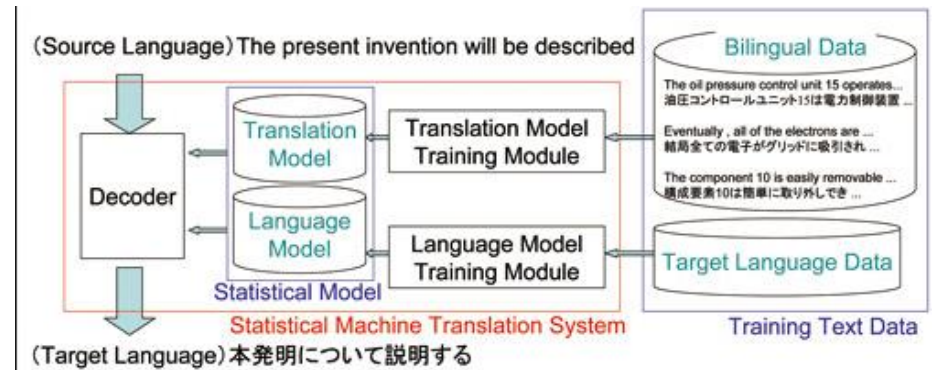 (Source Language) The present invention will be described
Bilingual Data
The oil pressure control unit 15 operates...
油圧コントロールユニット15は電力制御装置 ...
Eventually , all of the electrons are ...
結局全ての電子がグリッドに吸引され ...
The component 10 is easily removable ...
構成要素10は簡単に取り外しでき ...
Translation
Model
Translation Model
Training Module
Decoder
Language
Model
Language Model
Training Module
Target Language Data
Statistical Model
Statistical Machine Translation System
Training Text Data
(Target Language) 本発明について説明する